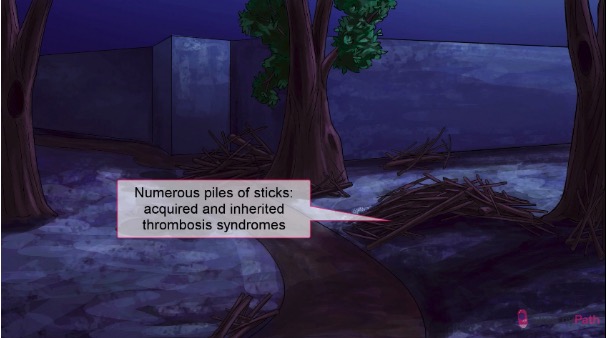 Numerous piles of sticks:
acquired and inherited
thrombosis syndromes
Path